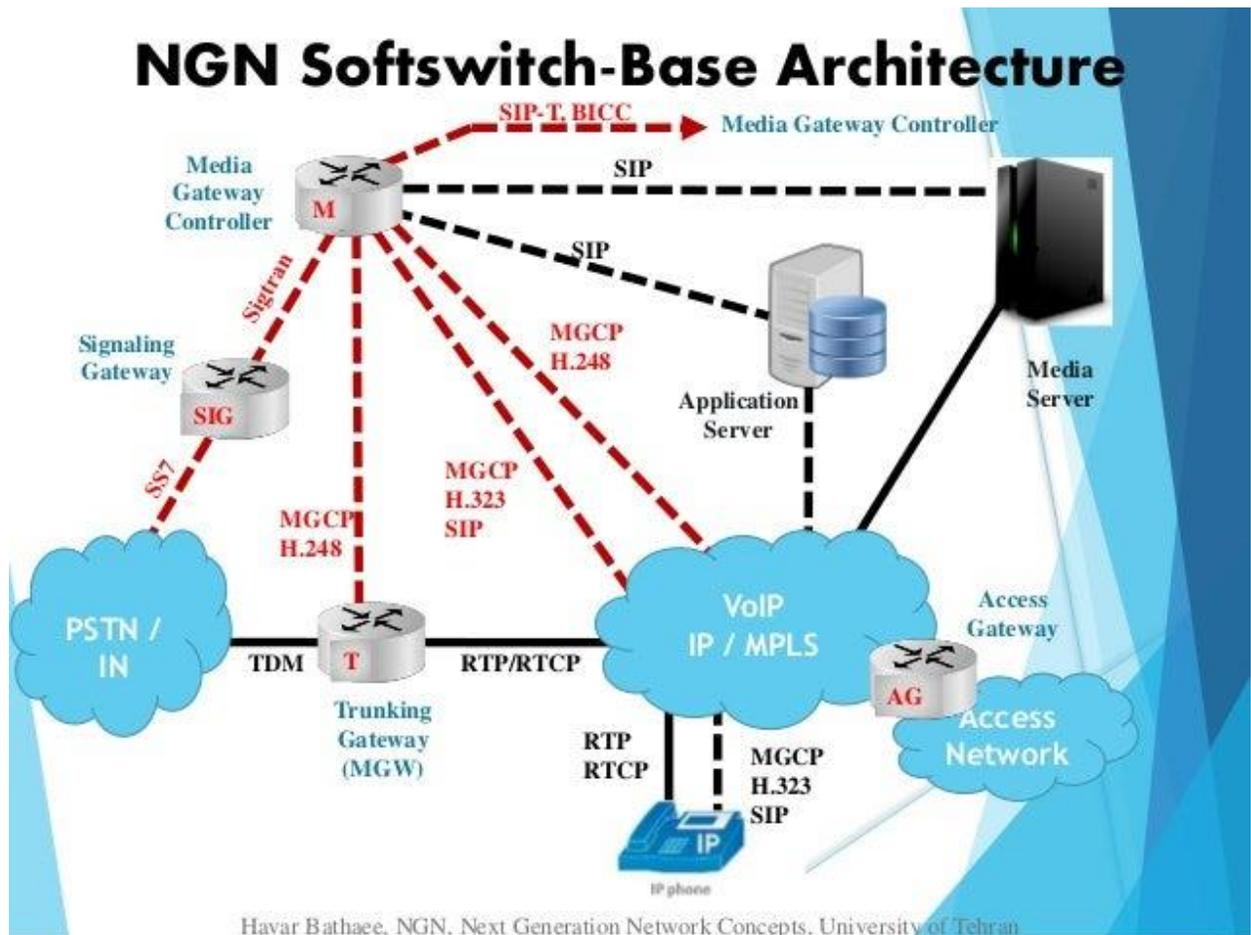 NGN Softswitch-Base Architecture
SIP-T, BICC
Media Gateway Controller
Media
Gateway
Controller
M
SIP
SIP
Sigtran
Signaling
Gateway
SIG
MGCP
H.248
Application
Server
Media
Server
SS7
MGCP
H.323
SIP
MGCP
H.248
PSTN /
IN
TDM
T
RTP/RTCP
VoIP
IP / MPLS
Access
Gateway
AG
Access
Network
Trunking
Gateway
(MGW)
RTP
RTCP
MGCP
H.323
SIP
IP
IP phone
Havar Bathaee, NGN, Next Generation Network Concepts, University of Tehran